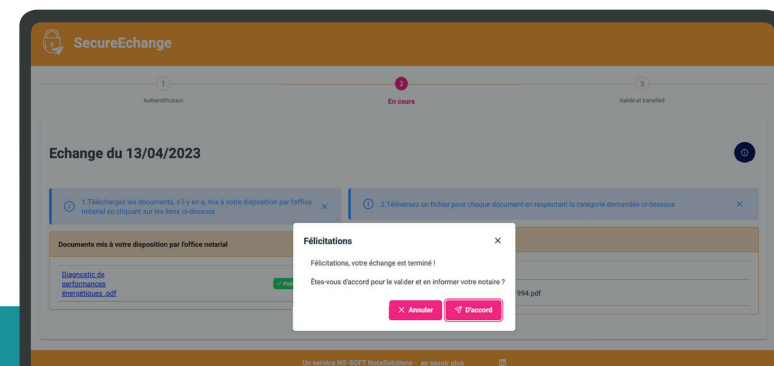 SecureEchange
1
2
3
Authentification
En cours
Validé et transféré
Echange du 13/04/2023
1.Téléchargez les documents, s'il y en a, mis à votre disposition par l'office
notarial en cliquant sur les liens ci-dessous
2.Téléversez un fichier pour chaque document en respectant la catégorie demandée ci-dessous
Documents mis à votre disposition par l'office notarial
Diagnostic de
performances
énergétiques .pdf
994.pdf
Félicitations
Félicitations, votre échange est terminé !
Êtes-vous d'accord pour le valider et en informer votre notaire ?
Annuler
D'accord
Un service NS-SOFT NotaSolutions - en savoir plus